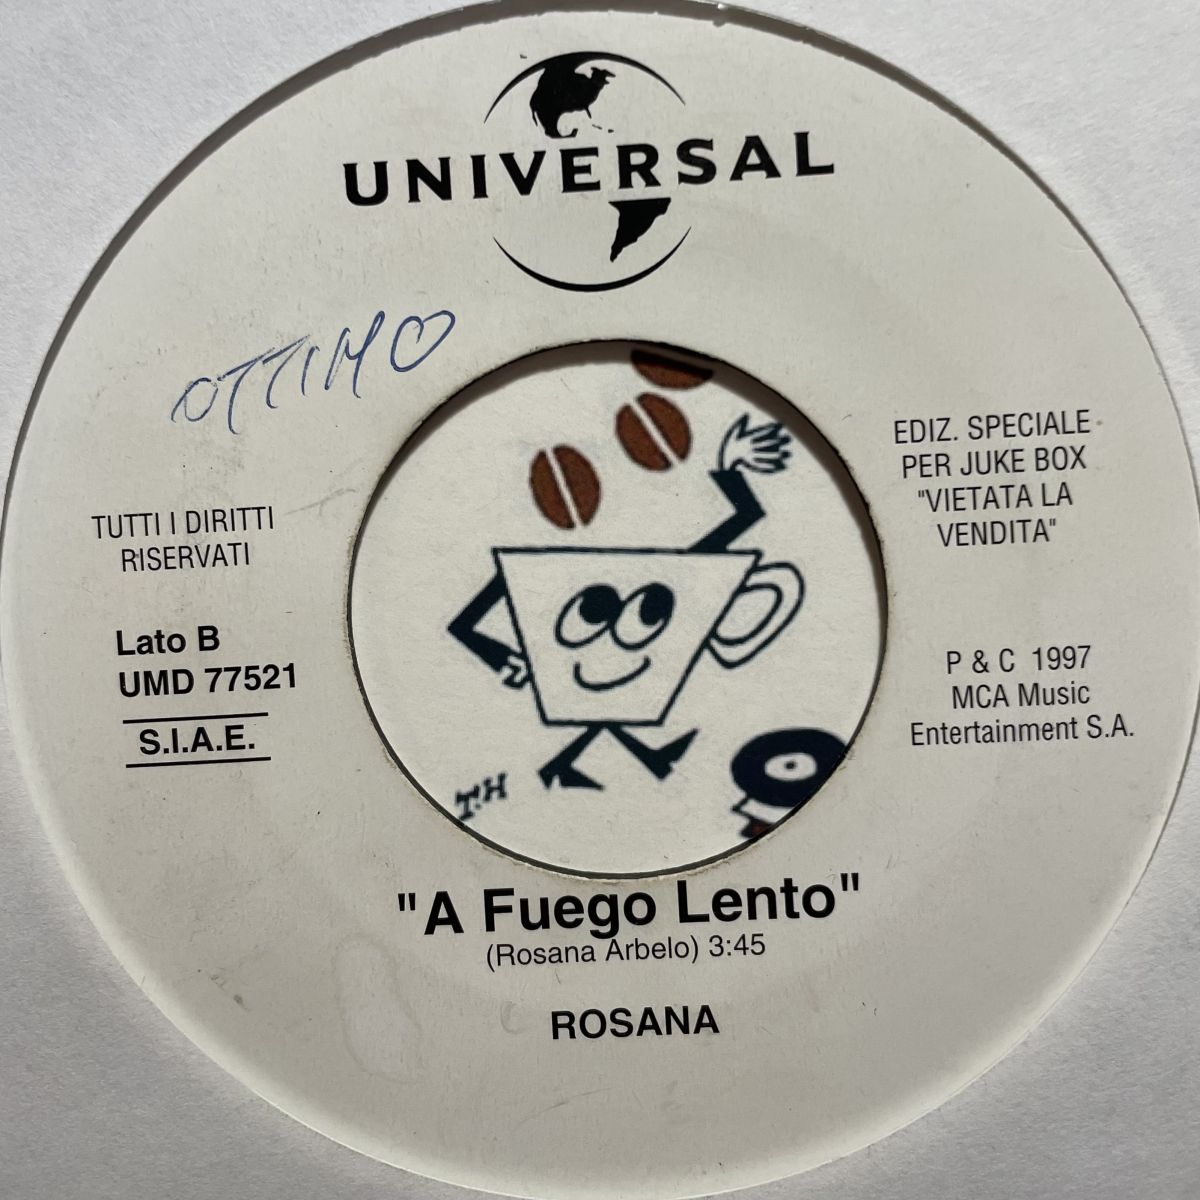 UNIVERSAL
OTTIMO
EDIZ. SPECIALE
PER JUKE BOX
"VIETATA LA
VENDITA"
TUTTI I DIRITTI
RISERVATI
Lato B
UMD 77521
S.I.A.E.
P & C 1997
MCA Music
Entertainment S.A.
T.H
"A Fuego Lento"
(Rosana Arbelo) 3:45
ROSANA